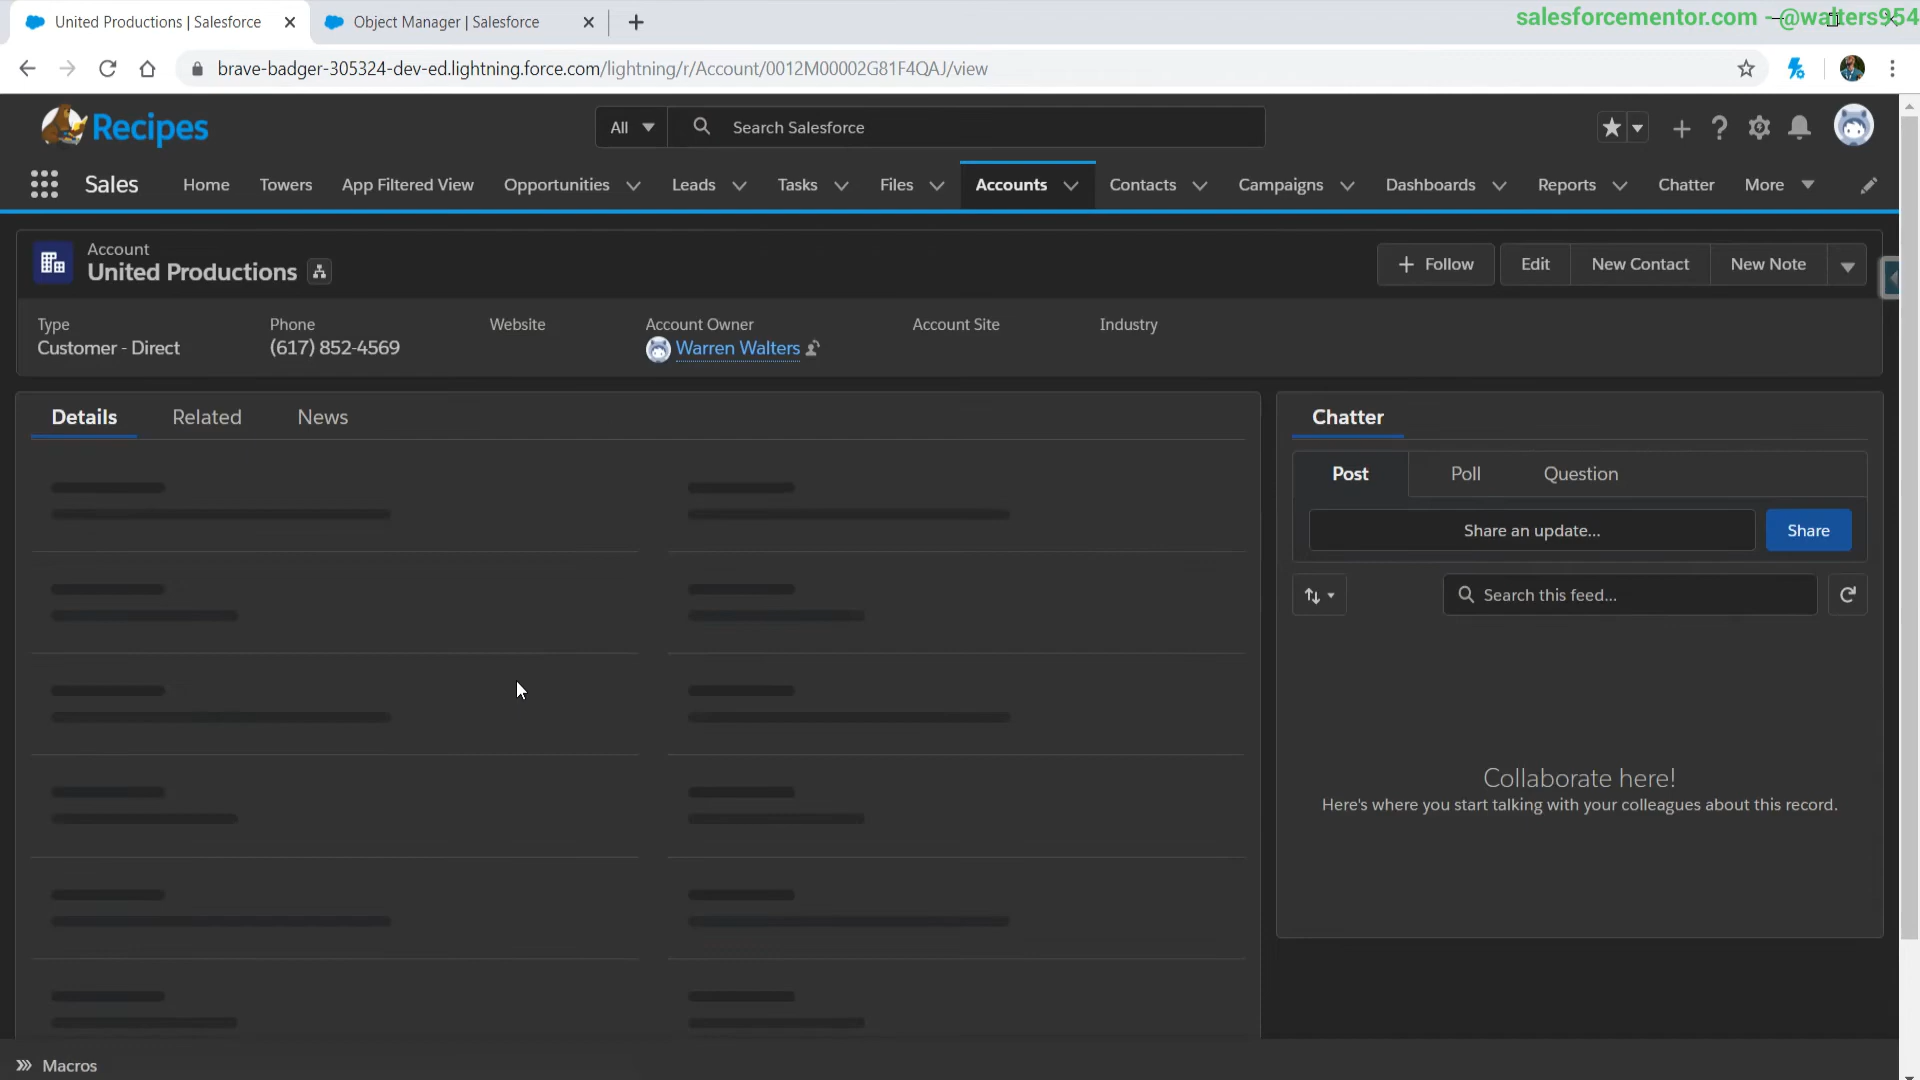 United Productions | Salesforce
Object Manager | Salesforce
salesforcementor.com - @walters954
brave-badger-305324-dev-ed.lightning.force.com/lightning/r/Account/0012M00002G81F4QAJ/view
Recipes
All
Search Salesforce
Sales
Home
Towers
App Filtered View
Opportunities
Leads
Tasks
Files
Accounts
Contacts
Campaigns
Dashboards
Reports
Chatter
More
Account
United Productions
Follow
Edit
New Contact
New Note
Type
Phone
Website
Account Owner
Account Site
Industry
Customer - Direct
(617) 852-4569
Warren Walters
Details
Related
News
Chatter
Post
Poll
Question
Share an update...
Share
Search this feed...
Collaborate here!
Here's where you start talking with your colleagues about this record.
Macros